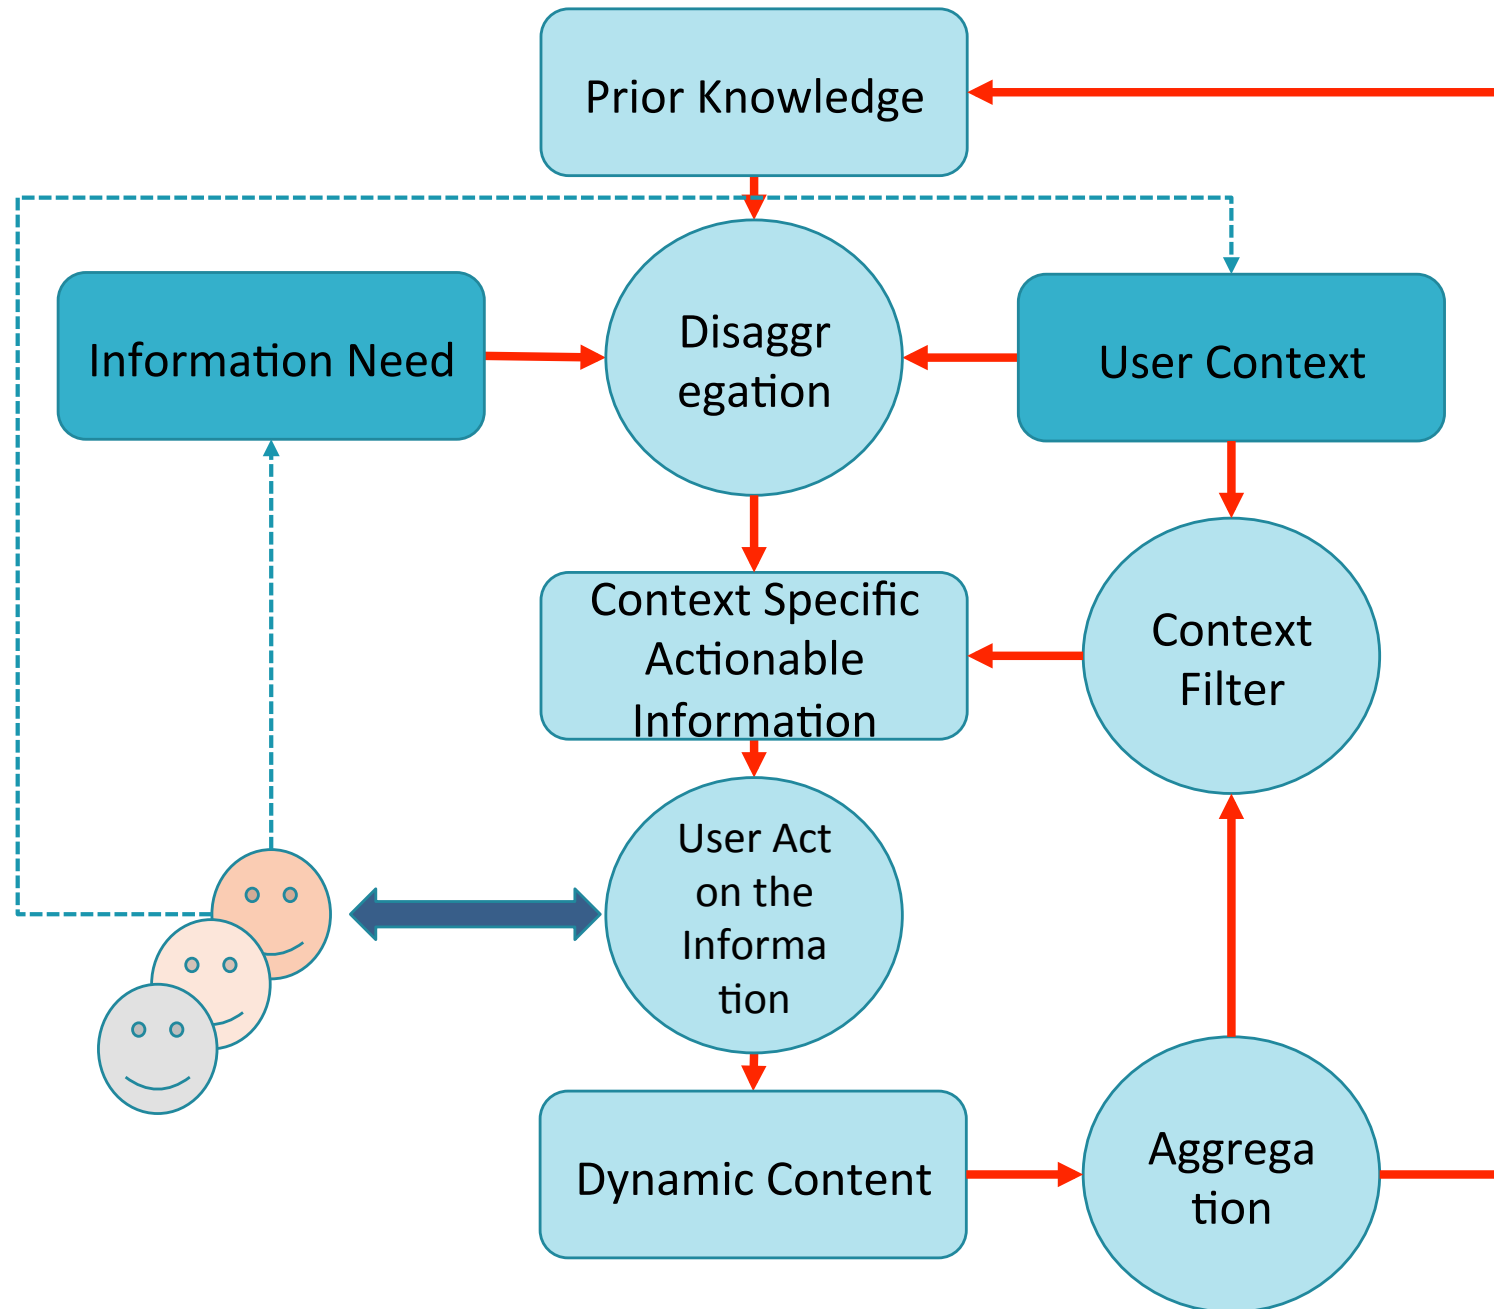 Prior Knowledge
Information Need
Disaggr
egation
User Context
Context Specific
Actionable
Information
Context
Filter
User Act
on the
Informa
tion
Dynamic Content
Aggrega
tion